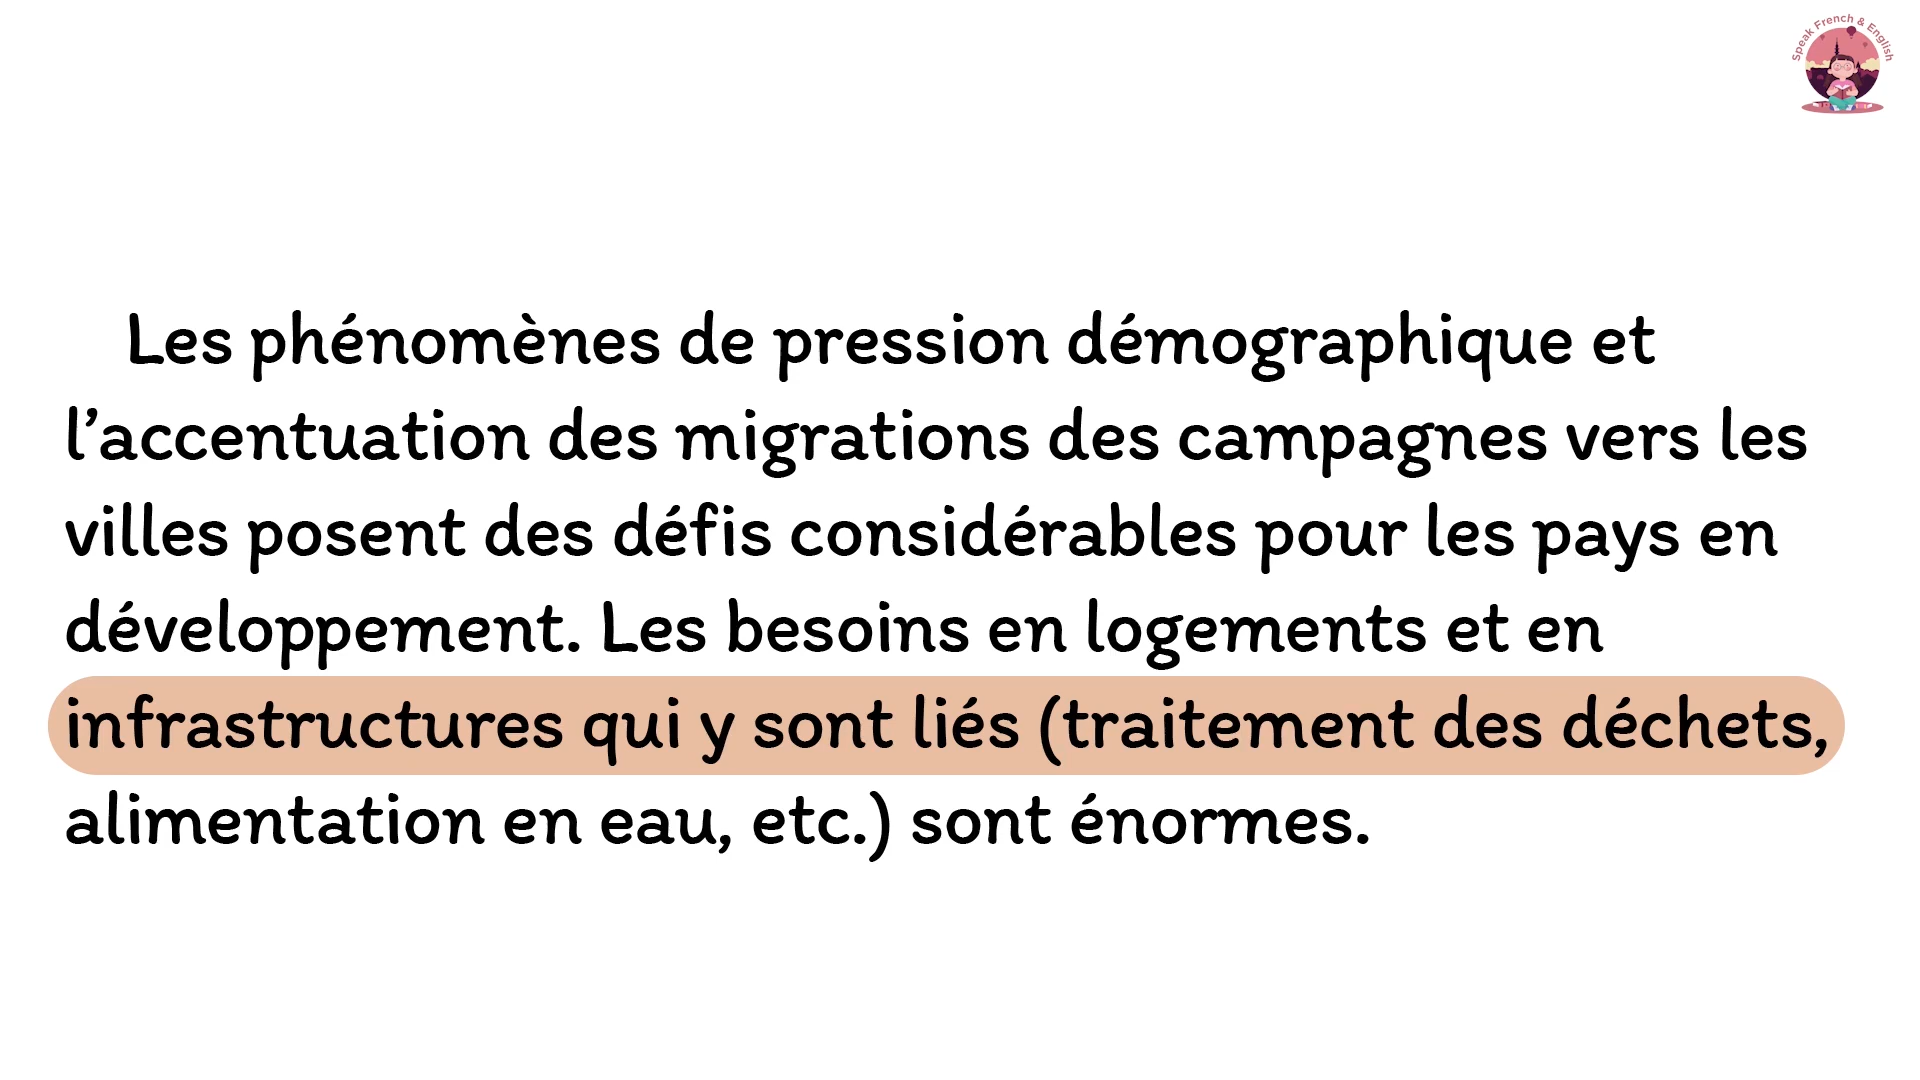 Speak French & English
Les phénomènes de pression démographique et
l’accentuation des migrations des campagnes vers les
villes posent des défis considérables pour les pays en
développement. Les besoins en logements et en
infrastructures qui y sont liés (traitement des déchets,
alimentation en eau, etc.) sont énormes.